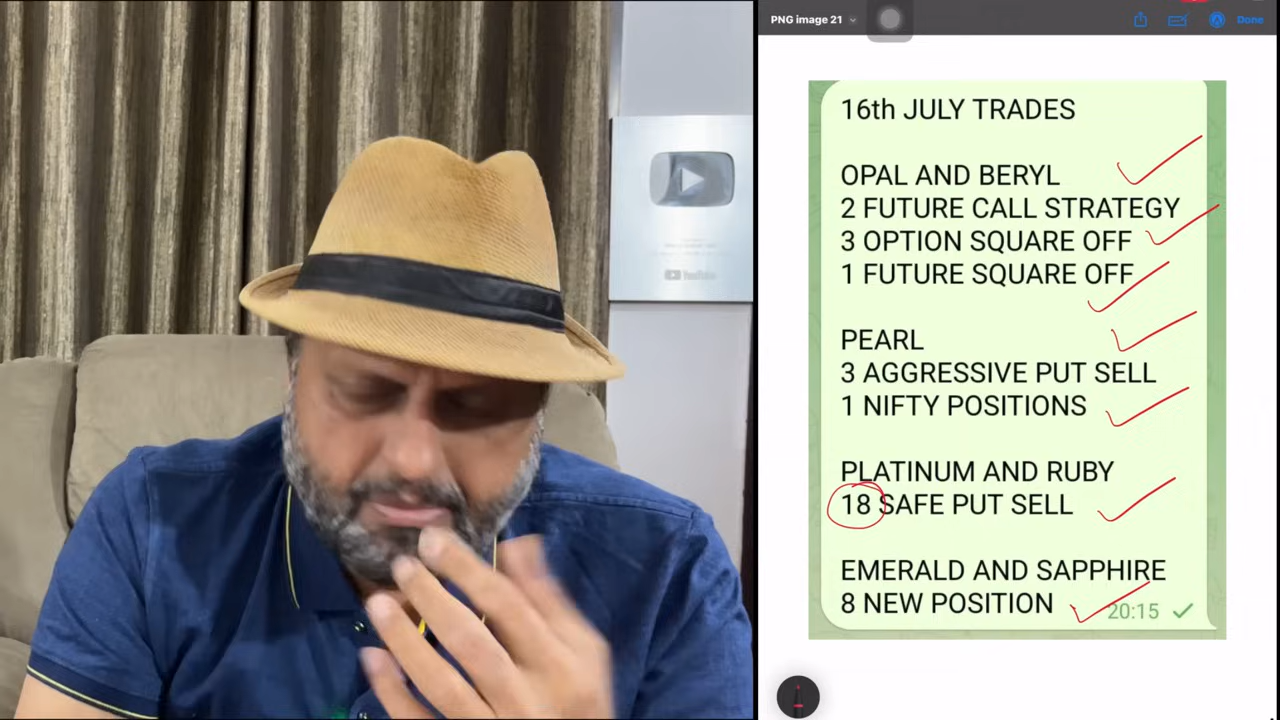 PNG image 21
Done
16th JULY TRADES
OPAL AND BERYL
2 FUTURE CALL STRATEGY
3 OPTION SQUARE OFF
1 FUTURE SQUARE OFF
PEARL
3 AGGRESSIVE PUT SELL
1 NIFTY POSITIONS
PLATINUM AND RUBY
18 SAFE PUT SELL
EMERALD AND SAPPHIRE
8 NEW POSITION
20:15
YouTube